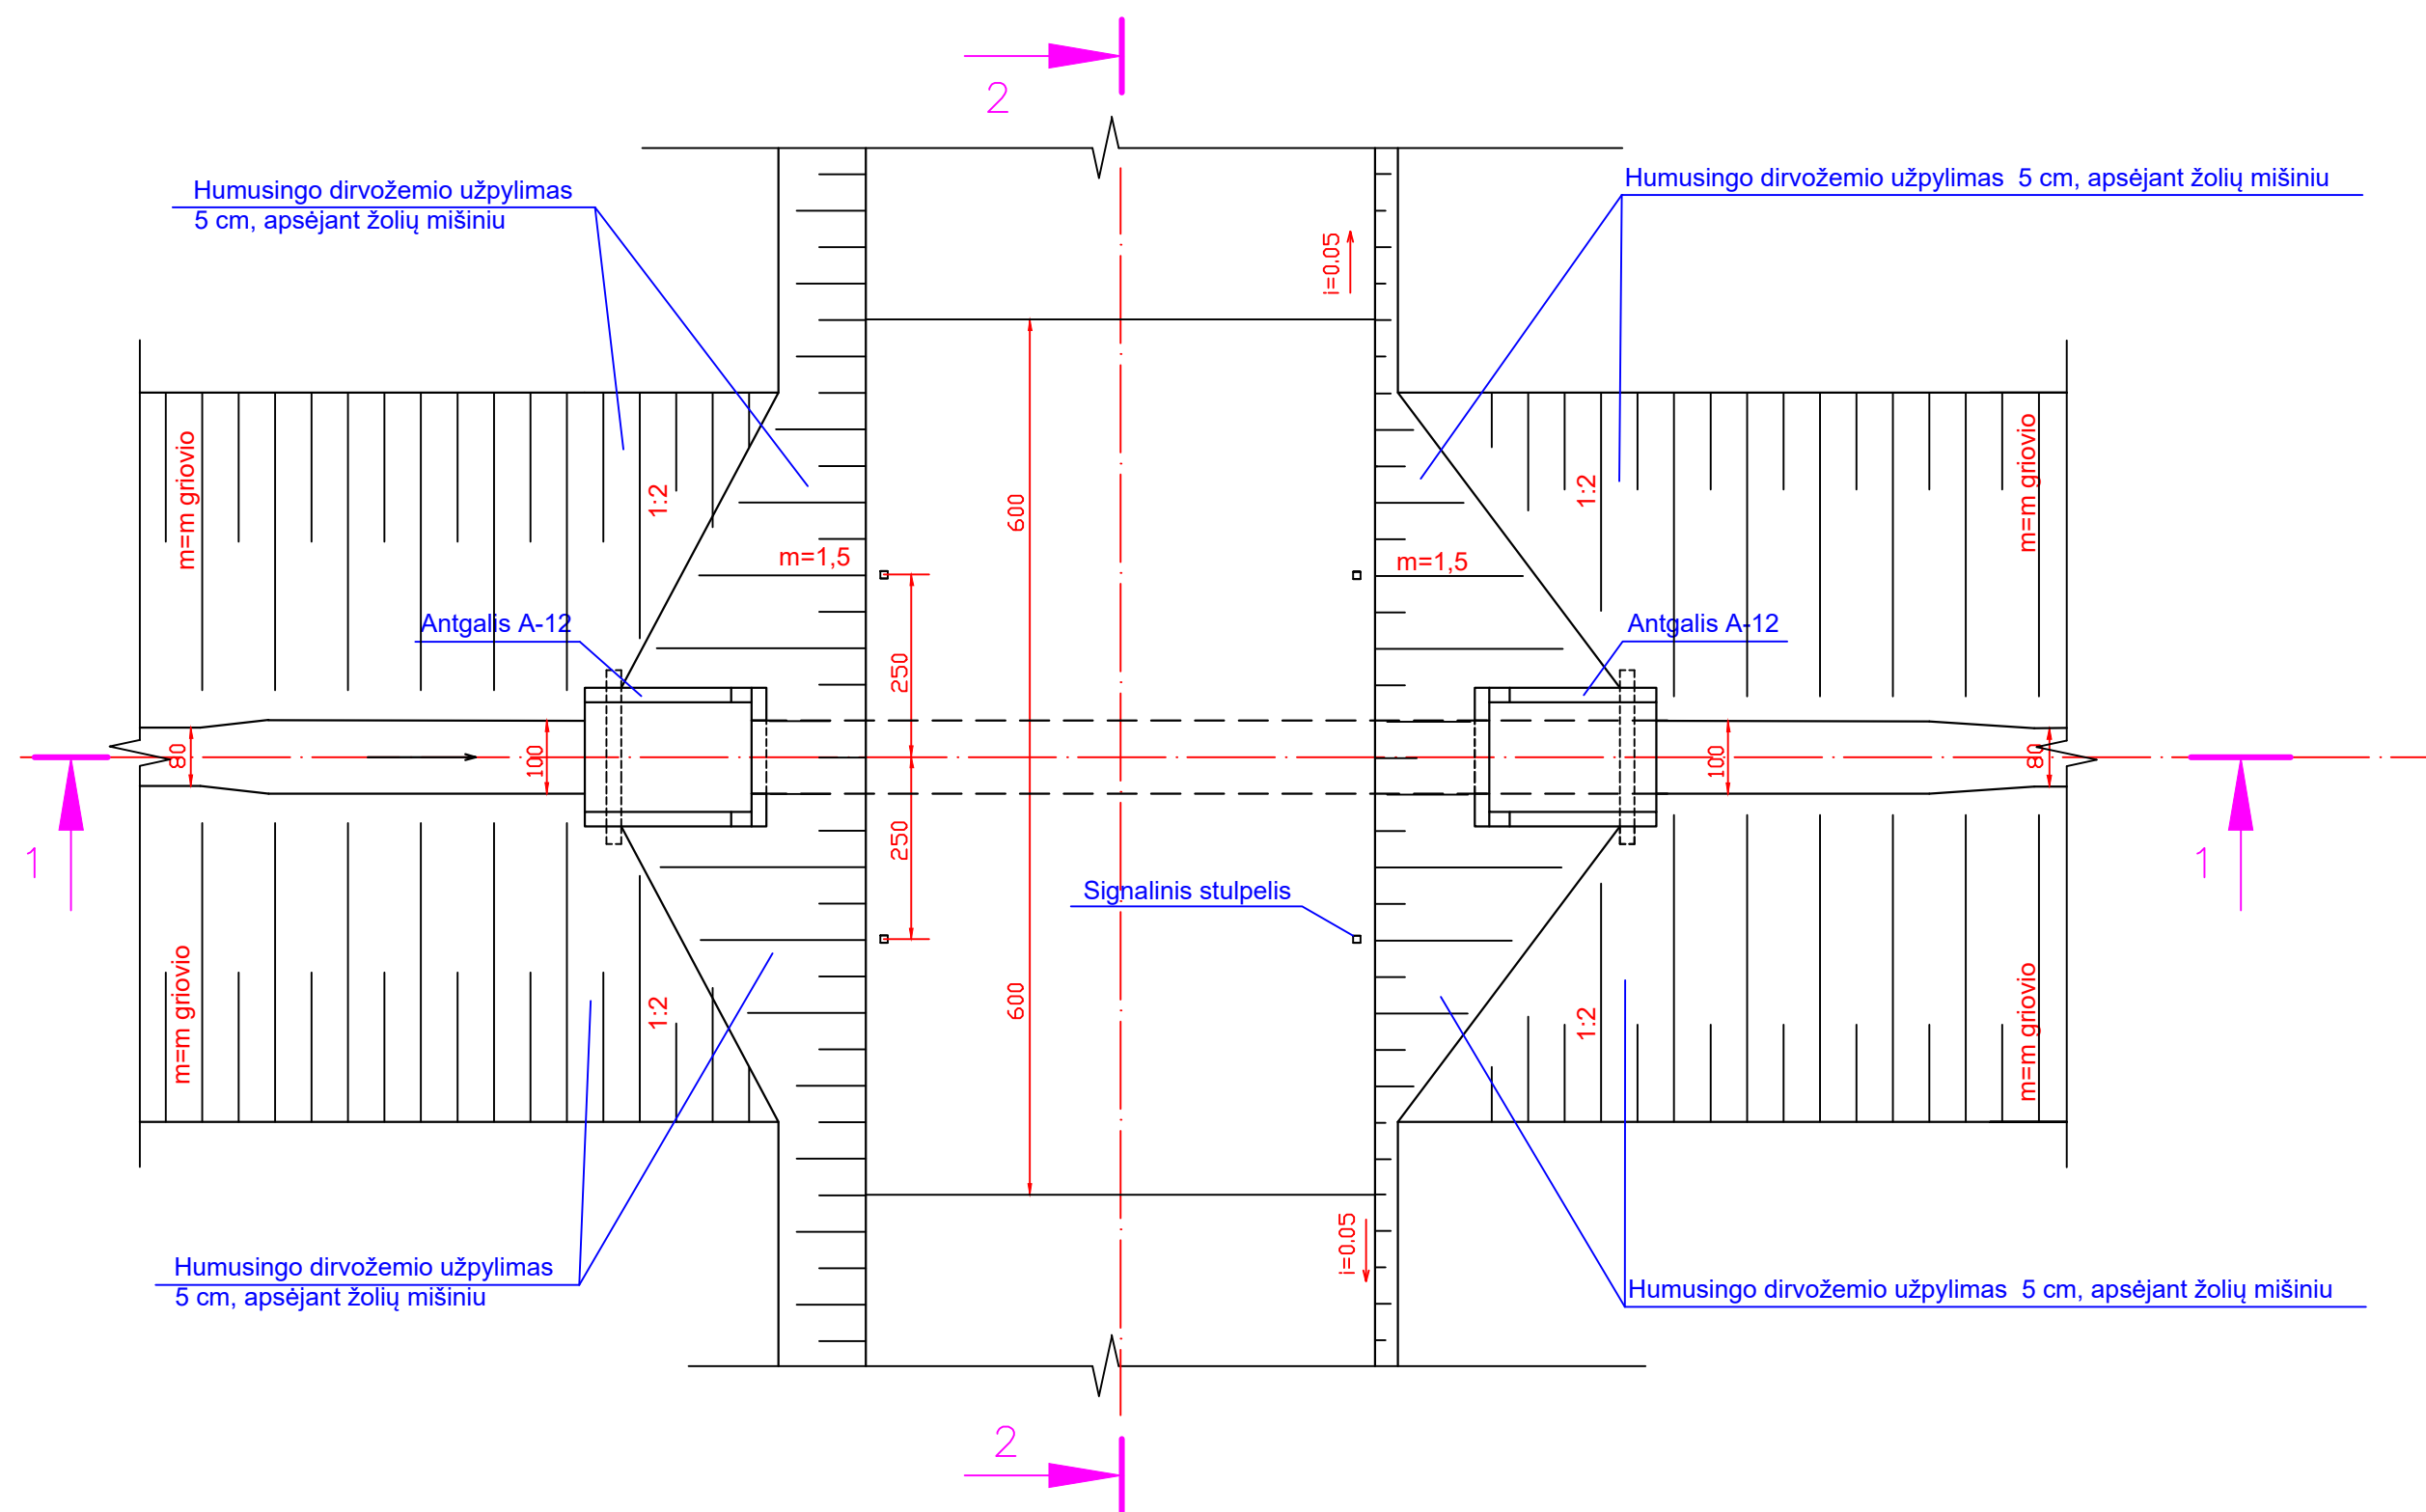 2
Humusingo dirvožemio užpylimas
5 cm, apsėjant žolių mišiniu
Humusingo dirvožemio užpylimas  5 cm, apsėjant žolių mišiniu
i=0.05
m=m griovio
m=m griovio
1:2
1:2
600
m=1,5
m=1,5
Antgalis A-12
Antgalis A-12
250
80
100
100
80
1
1
250
Signalinis stulpelis
m=m griovio
m=m griovio
1:2
1:2
600
i=0.05
Humusingo dirvožemio užpylimas
5 cm, apsėjant žolių mišiniu
Humusingo dirvožemio užpylimas  5 cm, apsėjant žolių mišiniu
2